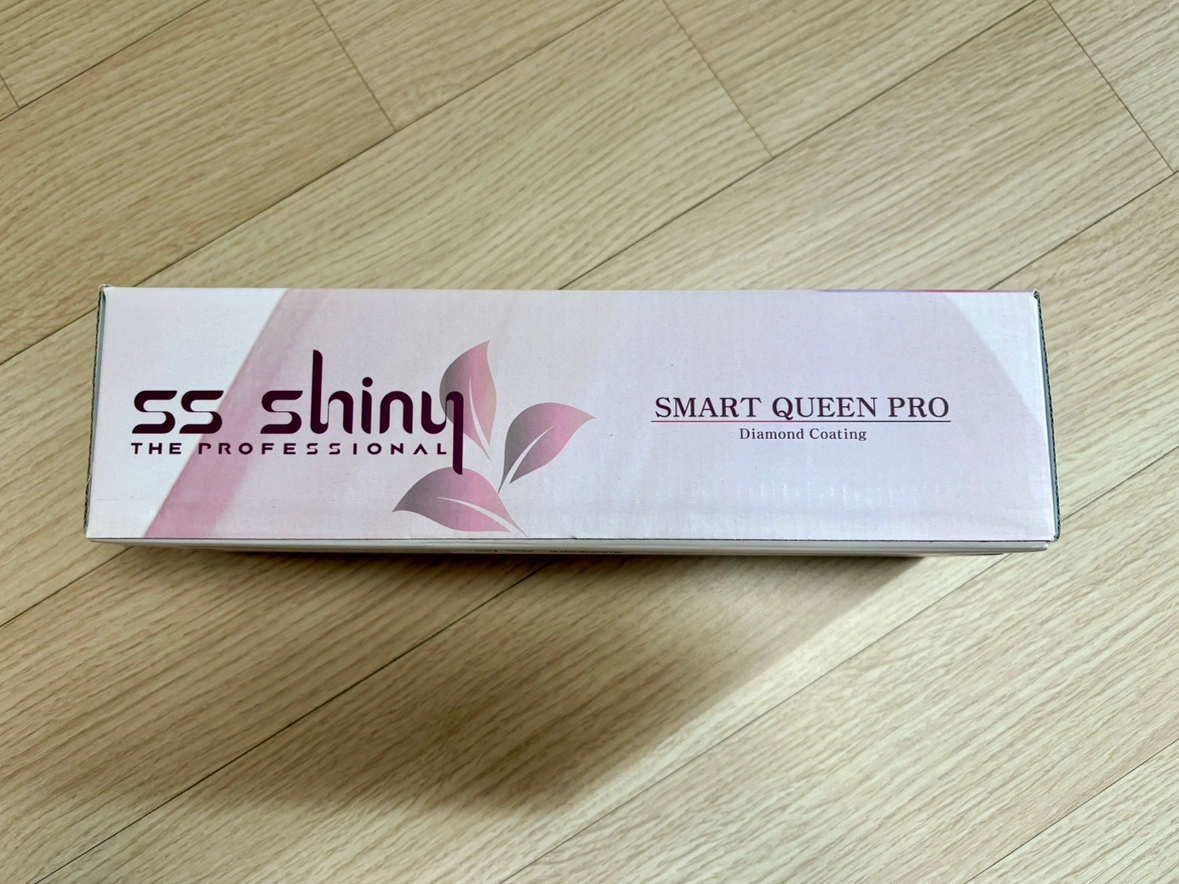 ss shiny
THE PROFESSIONAL
SMART QUEEN PRO
Diamond Coating